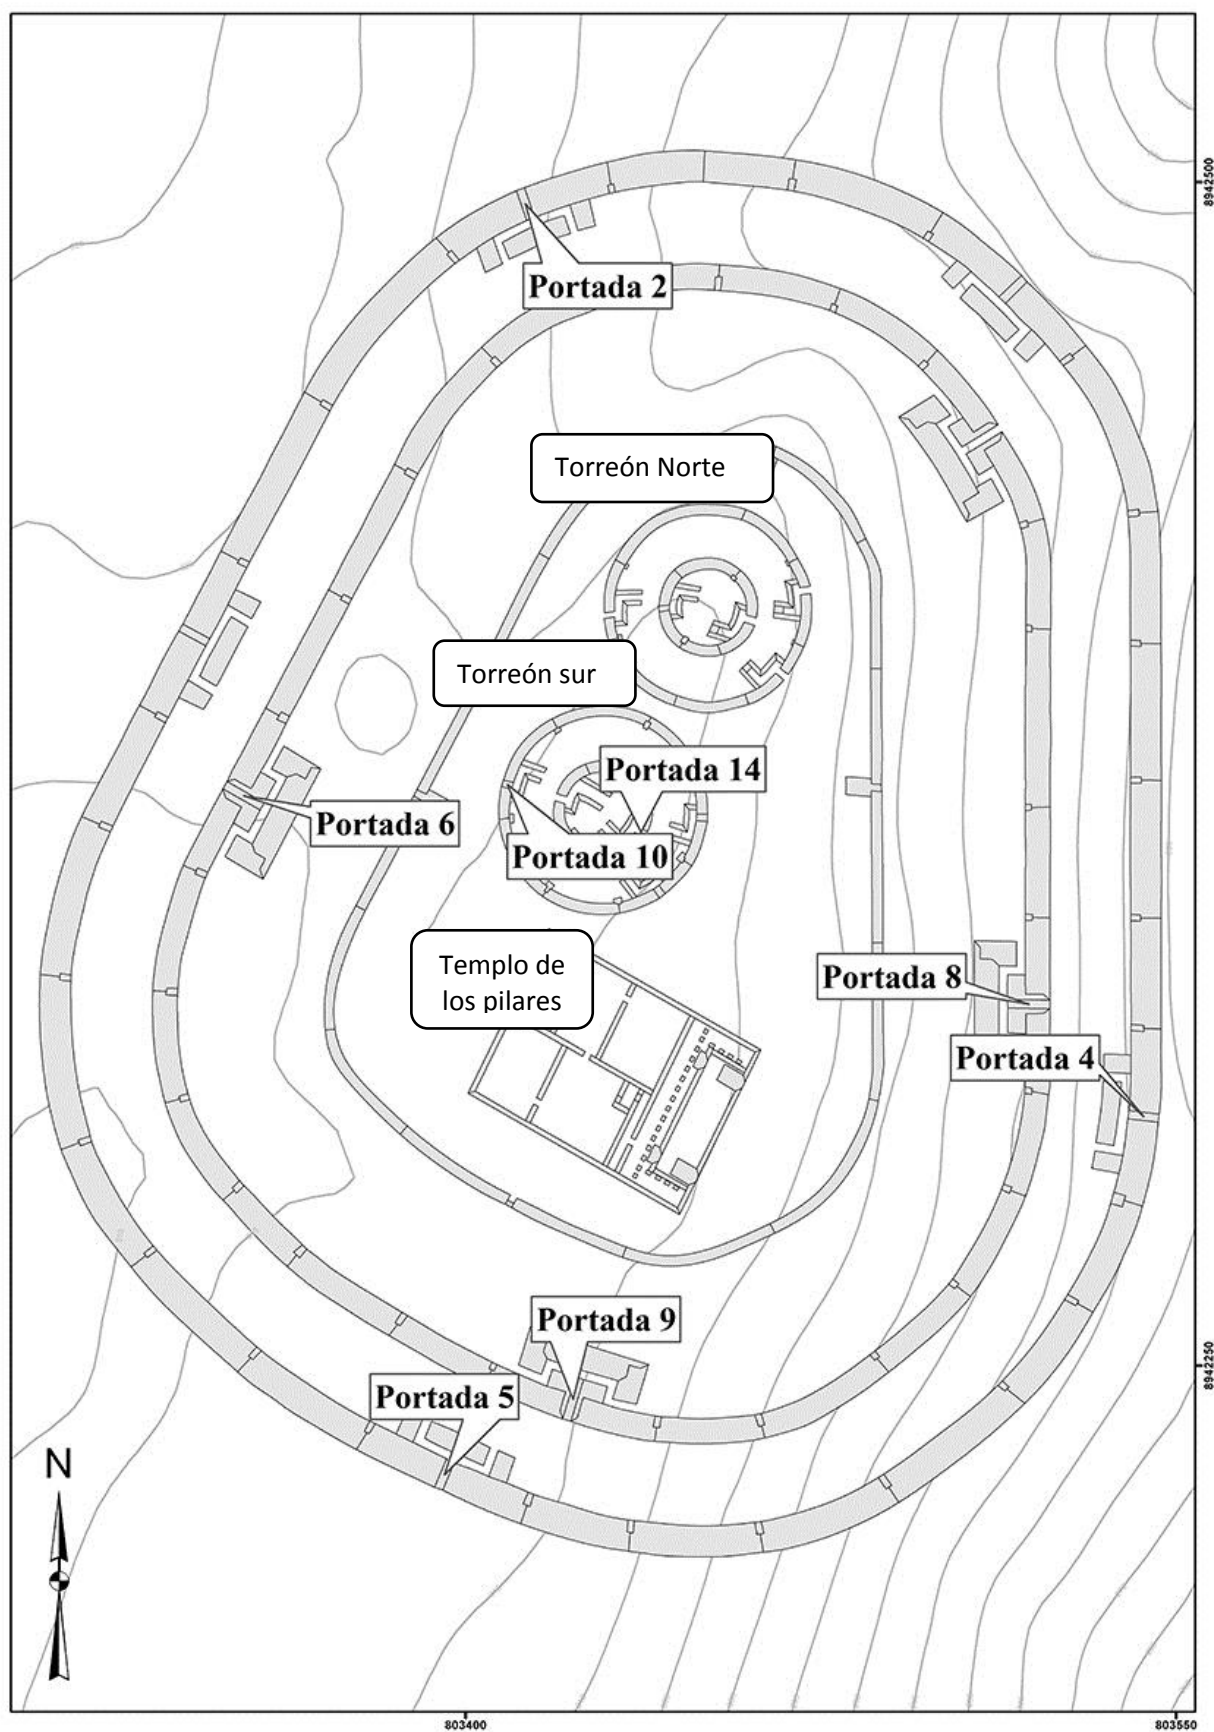 8942500
Portada 2
Torreón Norte
Torreón sur
Portada 14
Portada 6
Portada 10
Templo de
los pilares
Portada 8
Portada 4
Portada 9
8942250
Portada 5
N
803400
803550